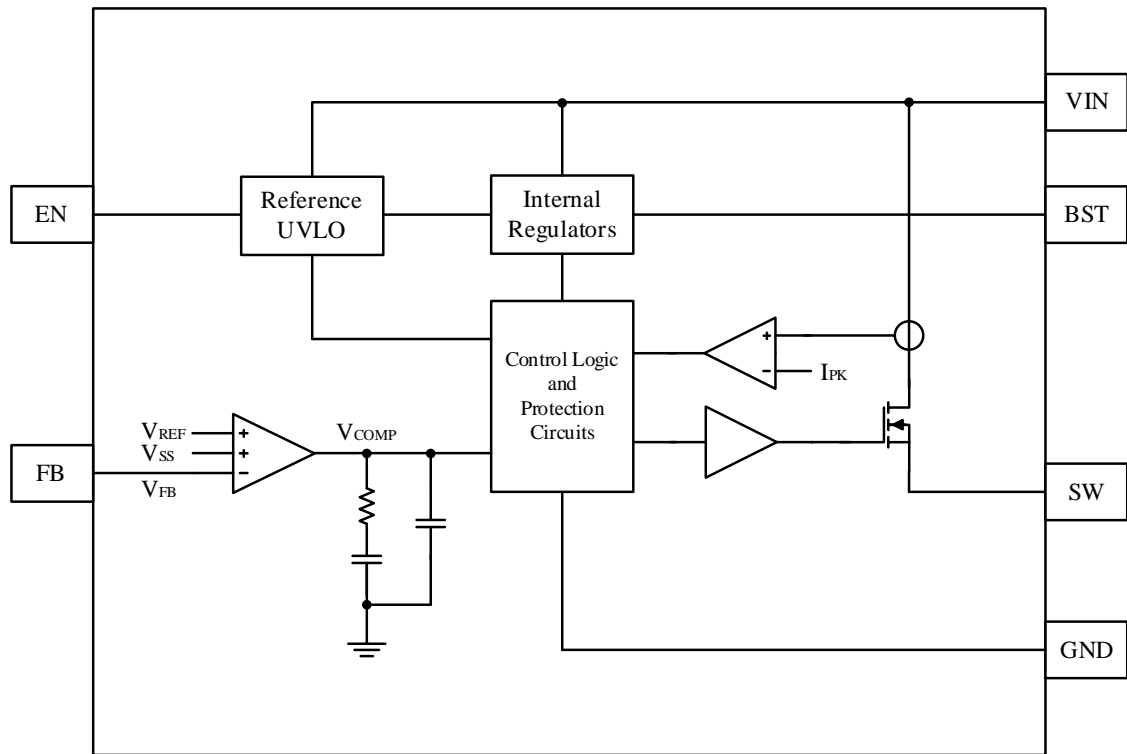 VIN
EN
Reference
UVLO
Internal
Regulators
BST
Control Logic
and
Protection
Circuits
+
-
IPK
VREF
+
VSS
+
VCOMP
FB
-
VFB
SW
GND